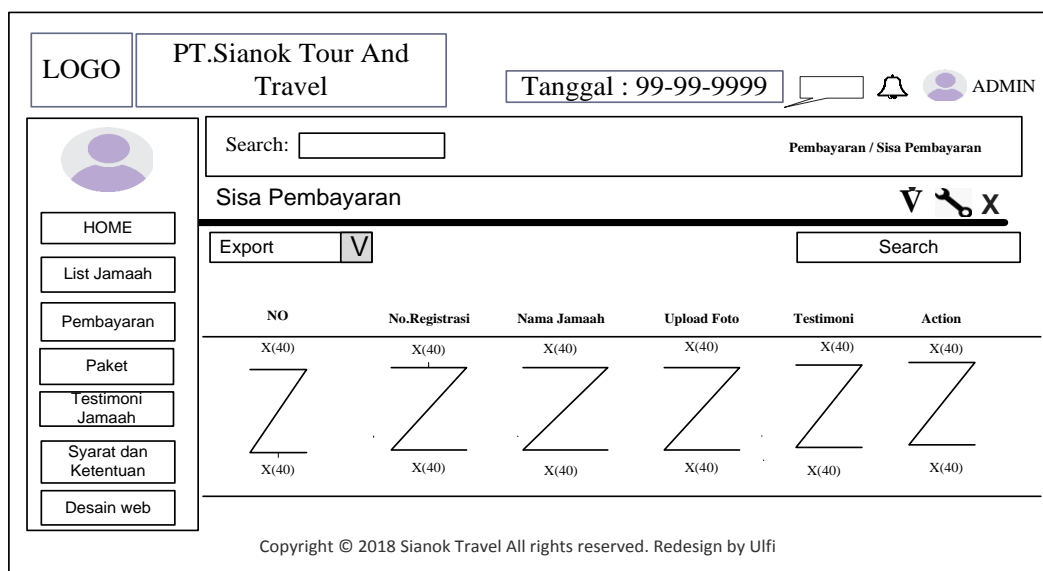 LOGO
PT.Sianok Tour And
Travel
Tanggal : 99-99-9999
ADMIN
Search:
Pembayaran / Sisa Pembayaran
Sisa Pembayaran
V̇
X
HOME
List Jamaah
Pembayaran
Paket
Testimoni
Jamaah
Syarat dan
Ketentuan
Desain web
Export
V
Search
NO No.Registrasi Nama Jamaah Upload Foto Testimoni Action
X(40) X(40) X(40) X(40) X(40) X(40)
X(40) X(40) X(40) X(40) X(40) X(40)
Copyright © 2018 Sianok Travel All rights reserved. Redesign by Ulfi